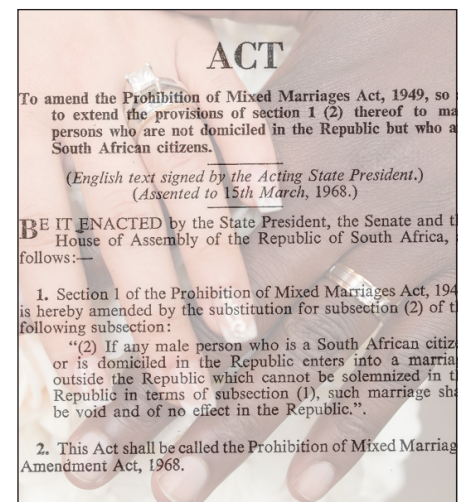 ACT
To amend the Prohibition of Mixed Marriages Act, 1949, so
to extend the provisions of section 1 (2) thereof to
persons who are not domiciled in the Republic but who
South African citizens.
(English text signed by the Acting State President.)
(Assented to 15th March, 1968.)
BE IT ENACTED by the State President, the Senate and
House of Assembly of the Republic of South Africa,
follows:—
1. Section 1 of the Prohibition of Mixed Marriages Act,
is hereby amended by the substitution for subsection (2) of
following subsection:
“(2) If any male person who is a South African
or is domiciled in the Republic enters into a
outside the Republic which cannot be solemnized in
Republic in terms of subsection (1), such marriage
be void and of no effect in the Republic.”.
2. This Act shall be called the Prohibition of Mixed
Amendment Act, 1968.